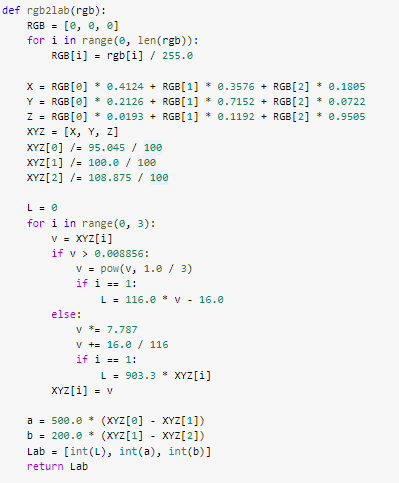 def rgb2lab(rgb):
    RGB = [0, 0, 0]
    for i in range(0, len(rgb)):
        RGB[i] = rgb[i] / 255.0

    X = RGB[0] * 0.4124 + RGB[1] * 0.3576 + RGB[2] * 0.1805
    Y = RGB[0] * 0.2126 + RGB[1] * 0.7152 + RGB[2] * 0.0722
    Z = RGB[0] * 0.0193 + RGB[1] * 0.1192 + RGB[2] * 0.9505
    XYZ = [X, Y, Z]
    XYZ[0] /= 95.045 / 100
    XYZ[1] /= 100.0 / 100
    XYZ[2] /= 108.875 / 100

    L = 0
    for i in range(0, 3):
        v = XYZ[i]
        if v > 0.008856:
            v = pow(v, 1.0 / 3)
            if i == 1:
                L = 116.0 * v - 16.0
        else:
            v *= 7.787
            v += 16.0 / 116
            if i == 1:
                L = 903.3 * XYZ[i]
        XYZ[i] = v

    a = 500.0 * (XYZ[0] - XYZ[1])
    b = 200.0 * (XYZ[1] - XYZ[2])
    Lab = [int(L), int(a), int(b)]
    return Lab